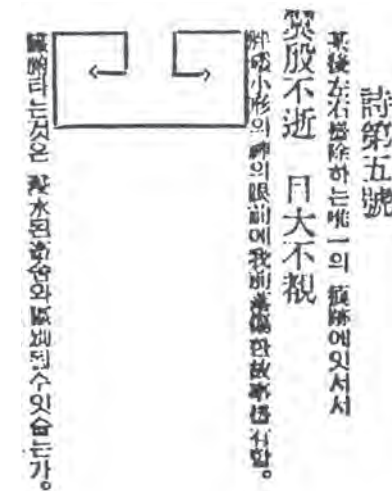 詩第五號
某後左右를除하는唯一의 痕跡에잇서서
翼殷不逝 目大不覩
胖矮小形의神의眼前에我前落傷한故事를有함。
臟腑타는것은 浸水된畜舍와區別될수잇슬는가。